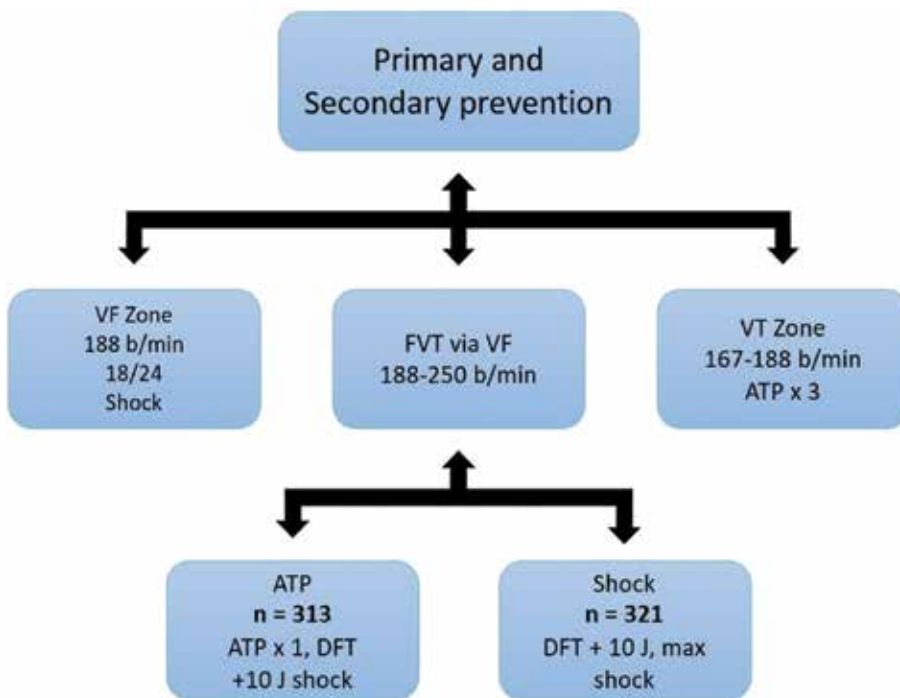 Primary and
Secondary prevention
VF Zone
188 b/min
18/24
Shock
FVT via VF
188-250 b/min
VT Zone
167-188 b/min
ATP x 3
ATP
n = 313
ATP x 1, DFT
+10 J shock
Shock
n = 321
DFT + 10 J, max
shock